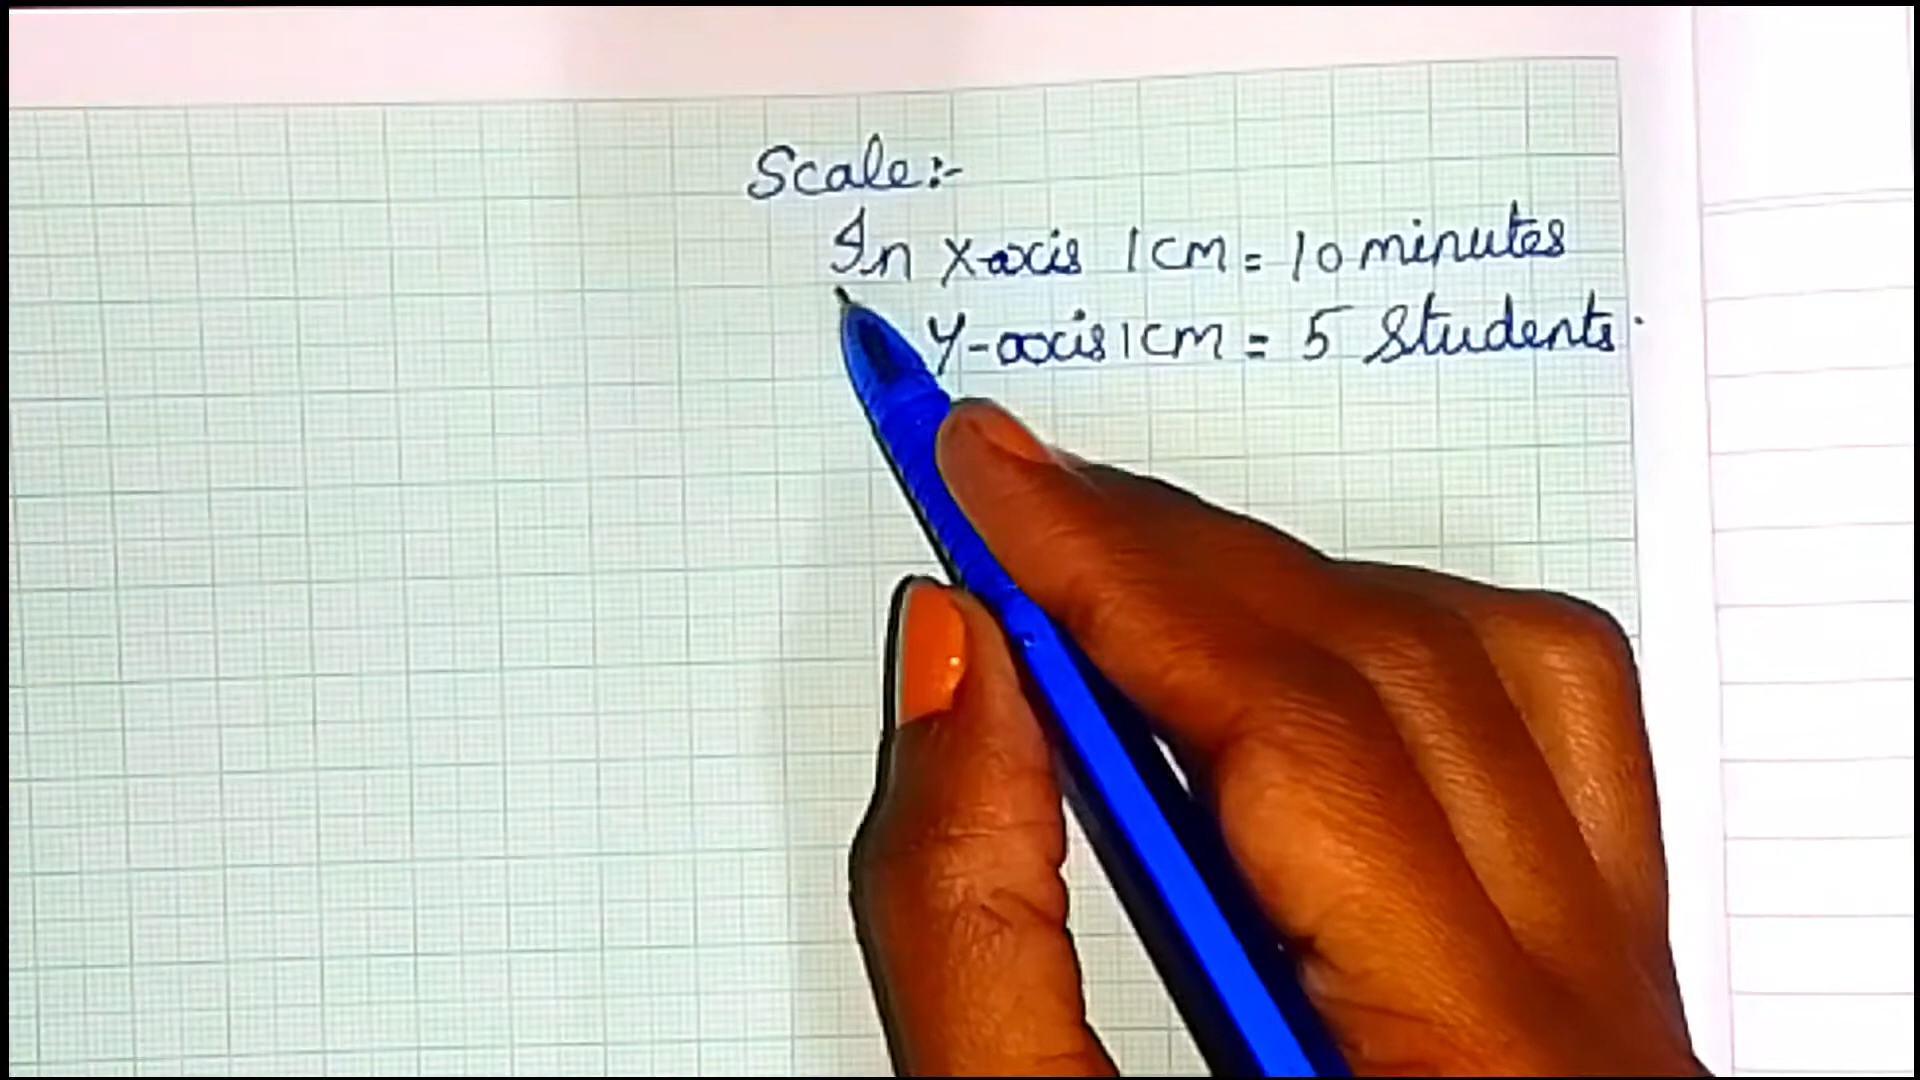 Scale:-
In X-axis 1cm = 10 minutes
Y-axis 1cm = 5 Students.